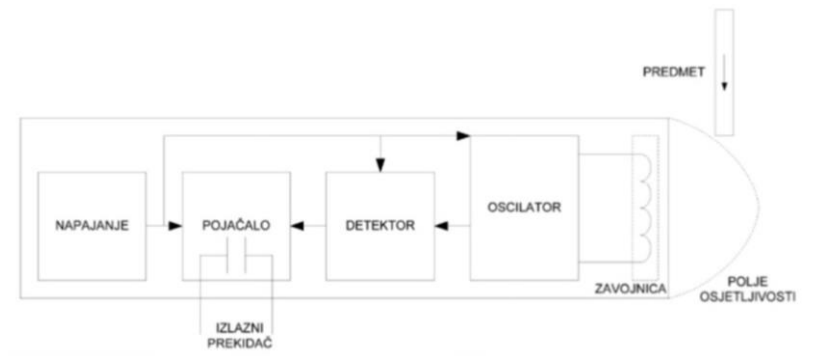 PREDMET
NAPAJANJE
POJAČALO
DETEKTOR
OSCILATOR
ZAVOJNICA
POLJE
OSJETLJIVOSTI
IZLAZNI
PREKIDAČ